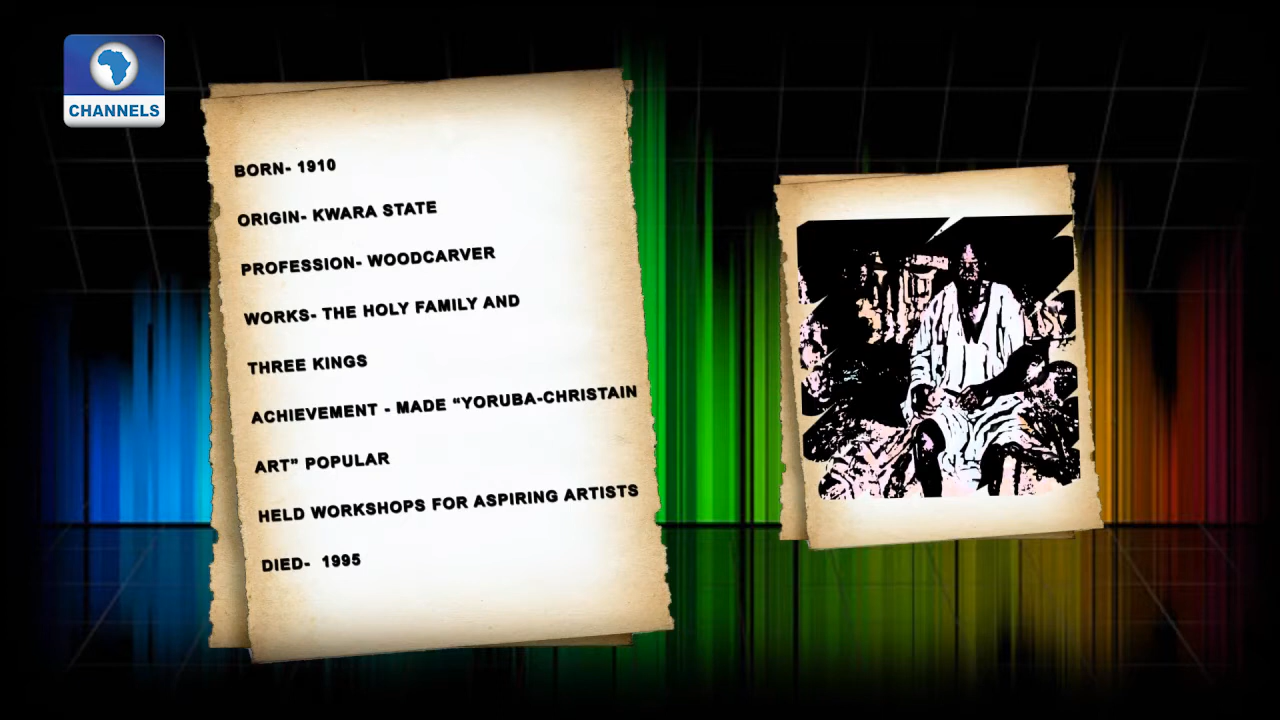 CHANNELS
BORN- 1910
ORIGIN- KWARA STATE
PROFESSION- WOODCARVER
WORKS- THE HOLY FAMILY AND
THREE KINGS
ACHIEVEMENT - MADE “YORUBA-CHRISTAIN
ART" POPULAR
HELD WORKSHOPS FOR ASPIRING ARTISTS
DIED- 1995